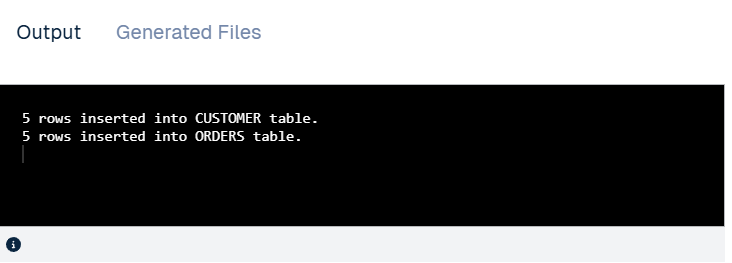 Output Generated Files
5 rows inserted into CUSTOMER table.
5 rows inserted into ORDERS table.